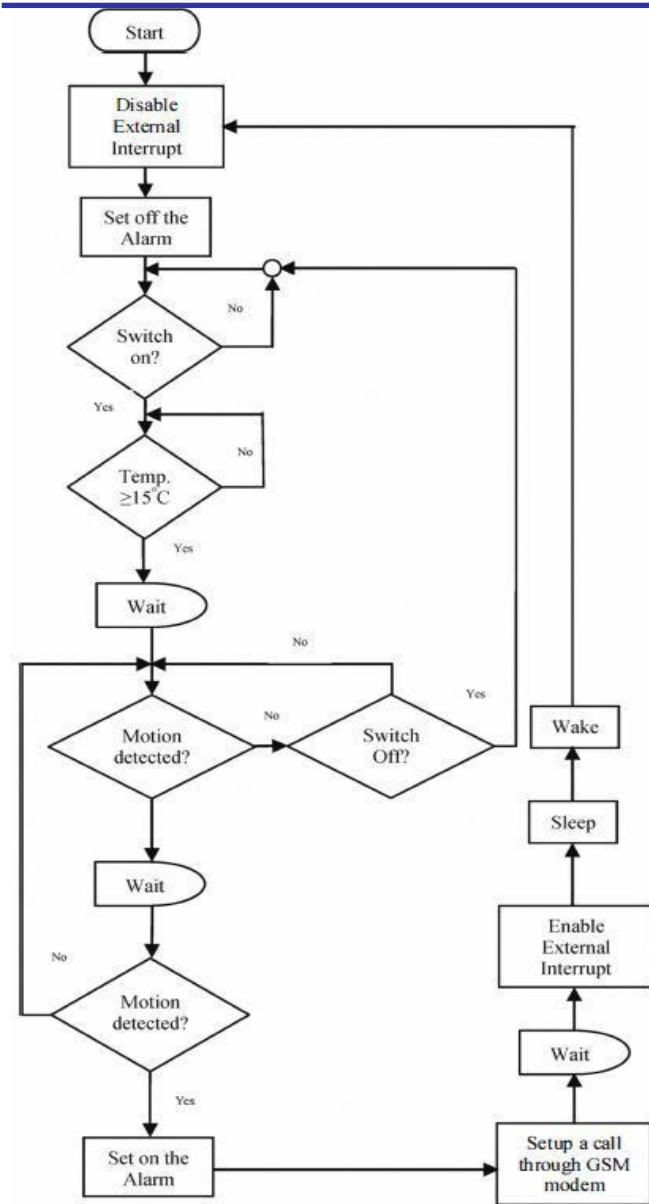 Start
Disable
External
Interrupt
Set off the
Alarm
No
Switch
on?
Yes
No
Temp.
≥15°C
Yes
Wait
No
Motion
detected?
No
Switch
Off?
Yes
Wait
No
Motion
detected?
Yes
Set on the
Alarm
Setup a call
through GSM
modem
Wait
Enable
External
Interrupt
Sleep
Wake